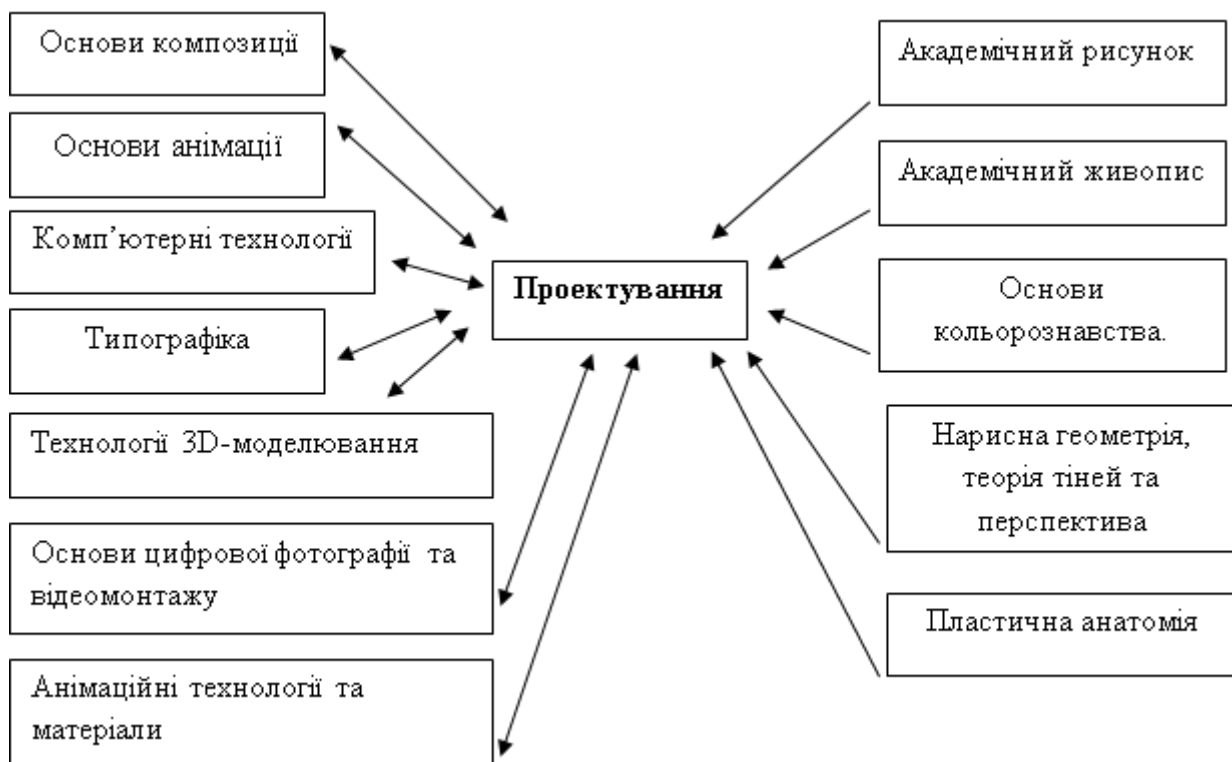 Основи композиції
Основи анімації
Комп’ютерні технології
Типографіка
Технології 3D-моделювання
Основи цифрової фотографії та
відеомонтажу
Анімаційні технології та
матеріали
Проектування
Академічний рисунок
Академічний живопис
Основи
кольорознавства.
Нарисна геометрія,
теорія тіней та
перспектива
Пластична анатомія